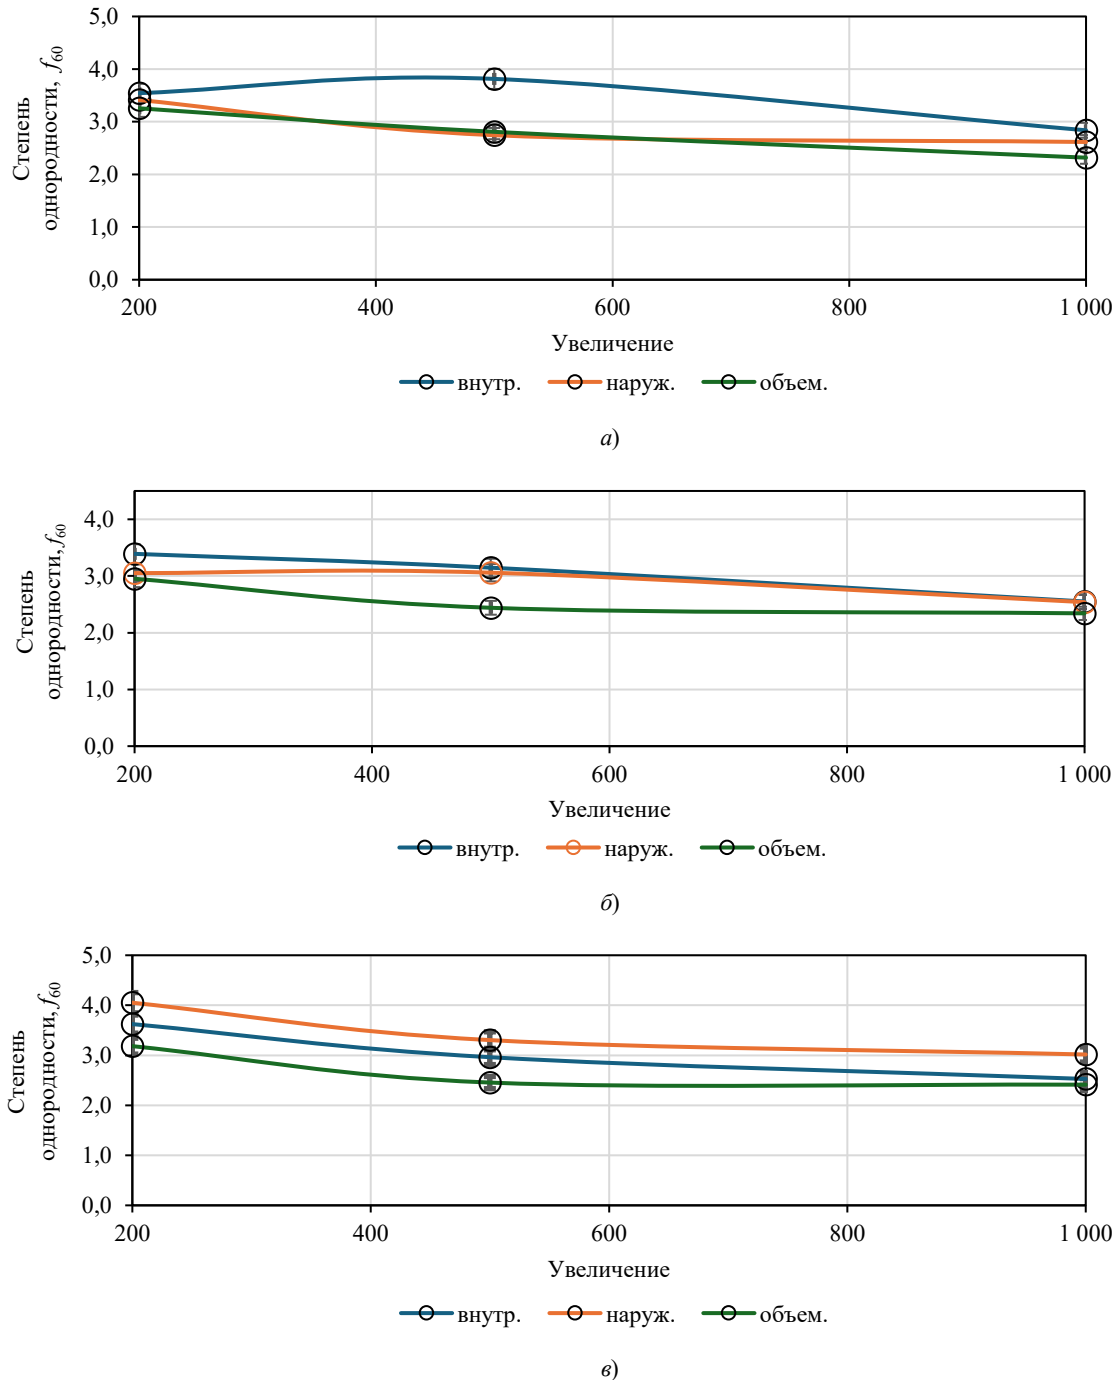 5,0
4,0
3,0
2,0
1,0
0,0
Степень
однородности, f60
200 400 600 800 1 000
Увеличение
внутр. наруж. объем.
а)
4,0
3,0
2,0
1,0
0,0
Степень
однородности, f60
200 400 600 800 1 000
Увеличение
внутр. наруж. объем.
б)
5,0
4,0
3,0
2,0
1,0
0,0
Степень
однородности, f60
200 400 600 800 1 000
Увеличение
внутр. наруж. объем.
в)